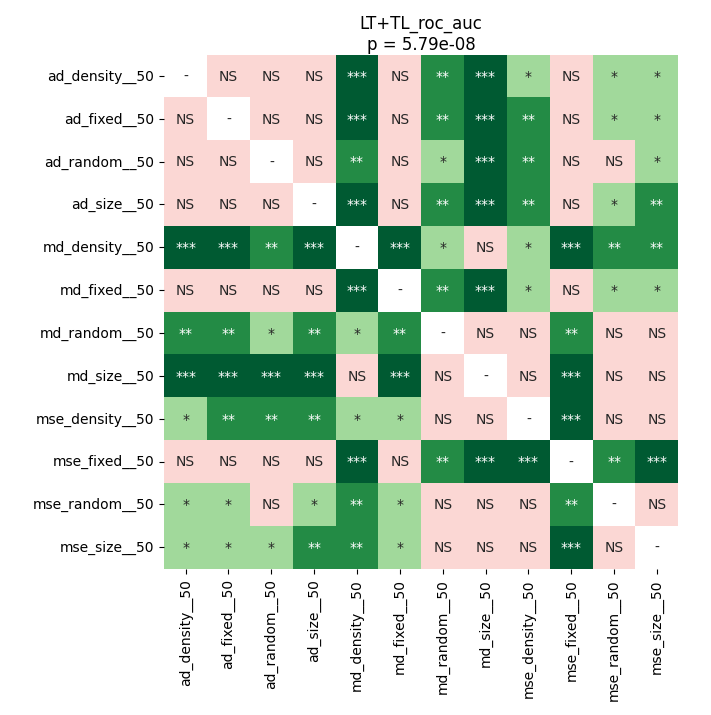 LT+TL_roc_auc
p = 5.79e-08
ad_density__50 - NS NS NS *** NS ** *** * NS * *
ad_fixed__50 NS - NS NS *** NS ** *** ** NS * *
ad_random__50 NS NS - NS ** NS * *** ** NS NS *
ad_size__50 NS NS NS - *** NS ** *** ** NS * **
md_density__50 *** *** ** *** - *** * NS * *** ** **
md_fixed__50 NS NS NS NS *** - ** *** * NS * *
md_random__50 ** ** * ** * ** - NS NS ** NS NS
md_size__50 *** *** *** *** NS *** NS - NS *** NS NS
mse_density__50 * ** ** ** * * NS NS - *** NS NS
mse_fixed__50 NS NS NS NS *** NS ** *** *** - ** ***
mse_random__50 * * NS * ** * NS NS NS ** - NS
mse_size__50 * * * ** ** * NS NS NS *** NS -
ad_density__50
ad_fixed__50
ad_random__50
ad_size__50
md_density__50
md_fixed__50
md_random__50
md_size__50
mse_density__50
mse_fixed__50
mse_random__50
mse_size__50